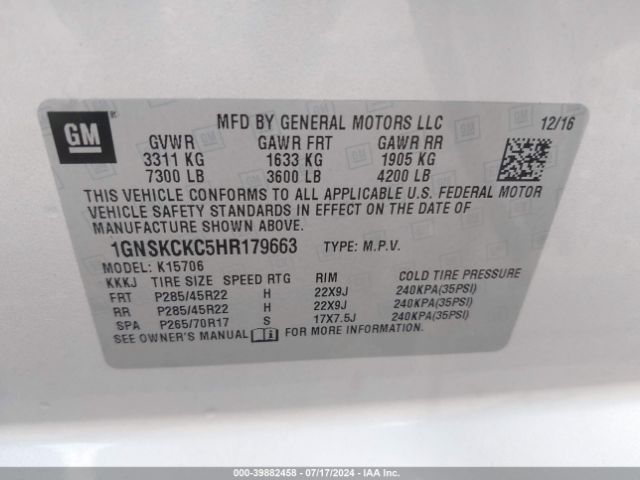 GM
MFD BY GENERAL MOTORS LLC 12/16
GVWR GAWR FRT GAWR RR
3311 KG 1633 KG 1905 KG
7300 LB 3600 LB 4200 LB
THIS VEHICLE CONFORMS TO ALL APPLICABLE U.S. FEDERAL MOTOR
VEHICLE SAFETY STANDARDS IN EFFECT ON THE DATE OF
MANUFACTURE SHOWN ABOVE.
1GNSKCKC5HR179663 TYPE: M.P.V.
MODEL: K15706
KKKJ TIRE SIZE SPEED RTG RIM COLD TIRE PRESSURE
FRT P285/45R22 H 22X9J 240KPA(35PSI)
RR P285/45R22 H 22X9J 240KPA(35PSI)
SPA P265/70R17 S 17X7.5J 240KPA(35PSI)
SEE OWNER'S MANUAL FOR MORE INFORMATION.
000-39882458 - 07/17/2024 - IAA Inc.